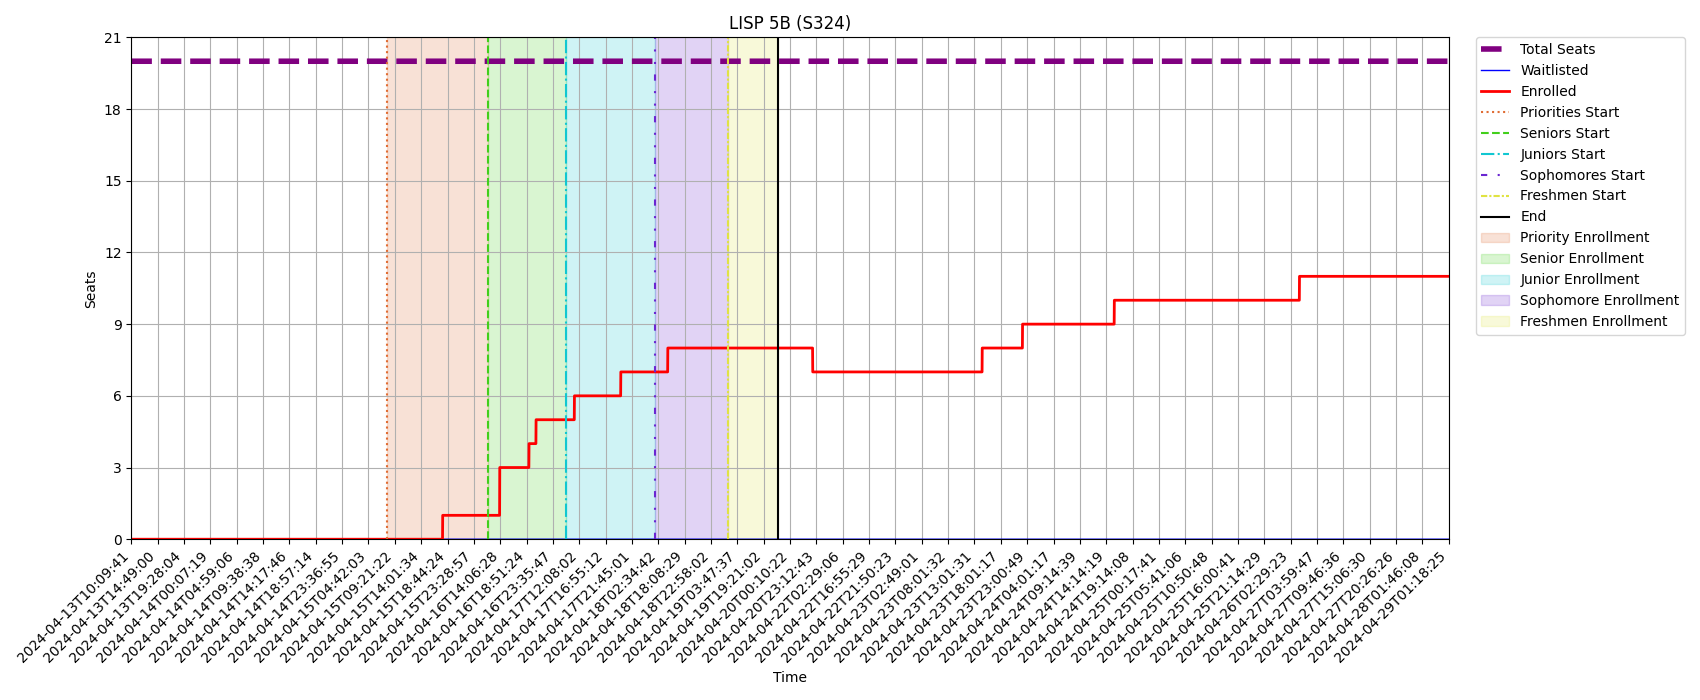 LISP 5B (S324)
21
18
15
12
9
6
3
0
Seats
2024-04-13T10:09:41
2024-04-13T14:49:00
2024-04-13T19:28:04
2024-04-14T00:07:19
2024-04-14T04:59:06
2024-04-14T09:38:38
2024-04-14T14:17:46
2024-04-14T18:57:14
2024-04-14T23:36:55
2024-04-15T04:42:03
2024-04-15T09:21:22
2024-04-15T14:01:34
2024-04-15T18:44:24
2024-04-15T23:28:57
2024-04-16T14:06:28
2024-04-16T18:51:24
2024-04-16T23:35:47
2024-04-17T12:08:02
2024-04-17T16:55:12
2024-04-17T21:45:01
2024-04-18T02:34:42
2024-04-18T18:08:29
2024-04-18T22:58:02
2024-04-19T03:47:37
2024-04-19T19:21:02
2024-04-20T00:10:22
2024-04-20T23:12:43
2024-04-22T02:29:06
2024-04-22T16:55:29
2024-04-22T21:50:23
2024-04-23T02:49:01
2024-04-23T08:01:32
2024-04-23T13:01:31
2024-04-23T18:01:17
2024-04-23T23:00:49
2024-04-24T04:01:17
2024-04-24T09:14:39
2024-04-24T14:14:19
2024-04-24T19:14:08
2024-04-25T00:17:41
2024-04-25T05:41:06
2024-04-25T10:50:48
2024-04-25T16:00:41
2024-04-25T21:14:29
2024-04-26T02:29:23
2024-04-27T03:59:47
2024-04-27T09:46:36
2024-04-27T15:06:30
2024-04-27T20:26:26
2024-04-28T01:46:08
2024-04-29T01:18:25
Time
Total Seats
Waitlisted
Enrolled
Priorities Start
Seniors Start
Juniors Start
Sophomores Start
Freshmen Start
End
Priority Enrollment
Senior Enrollment
Junior Enrollment
Sophomore Enrollment
Freshmen Enrollment